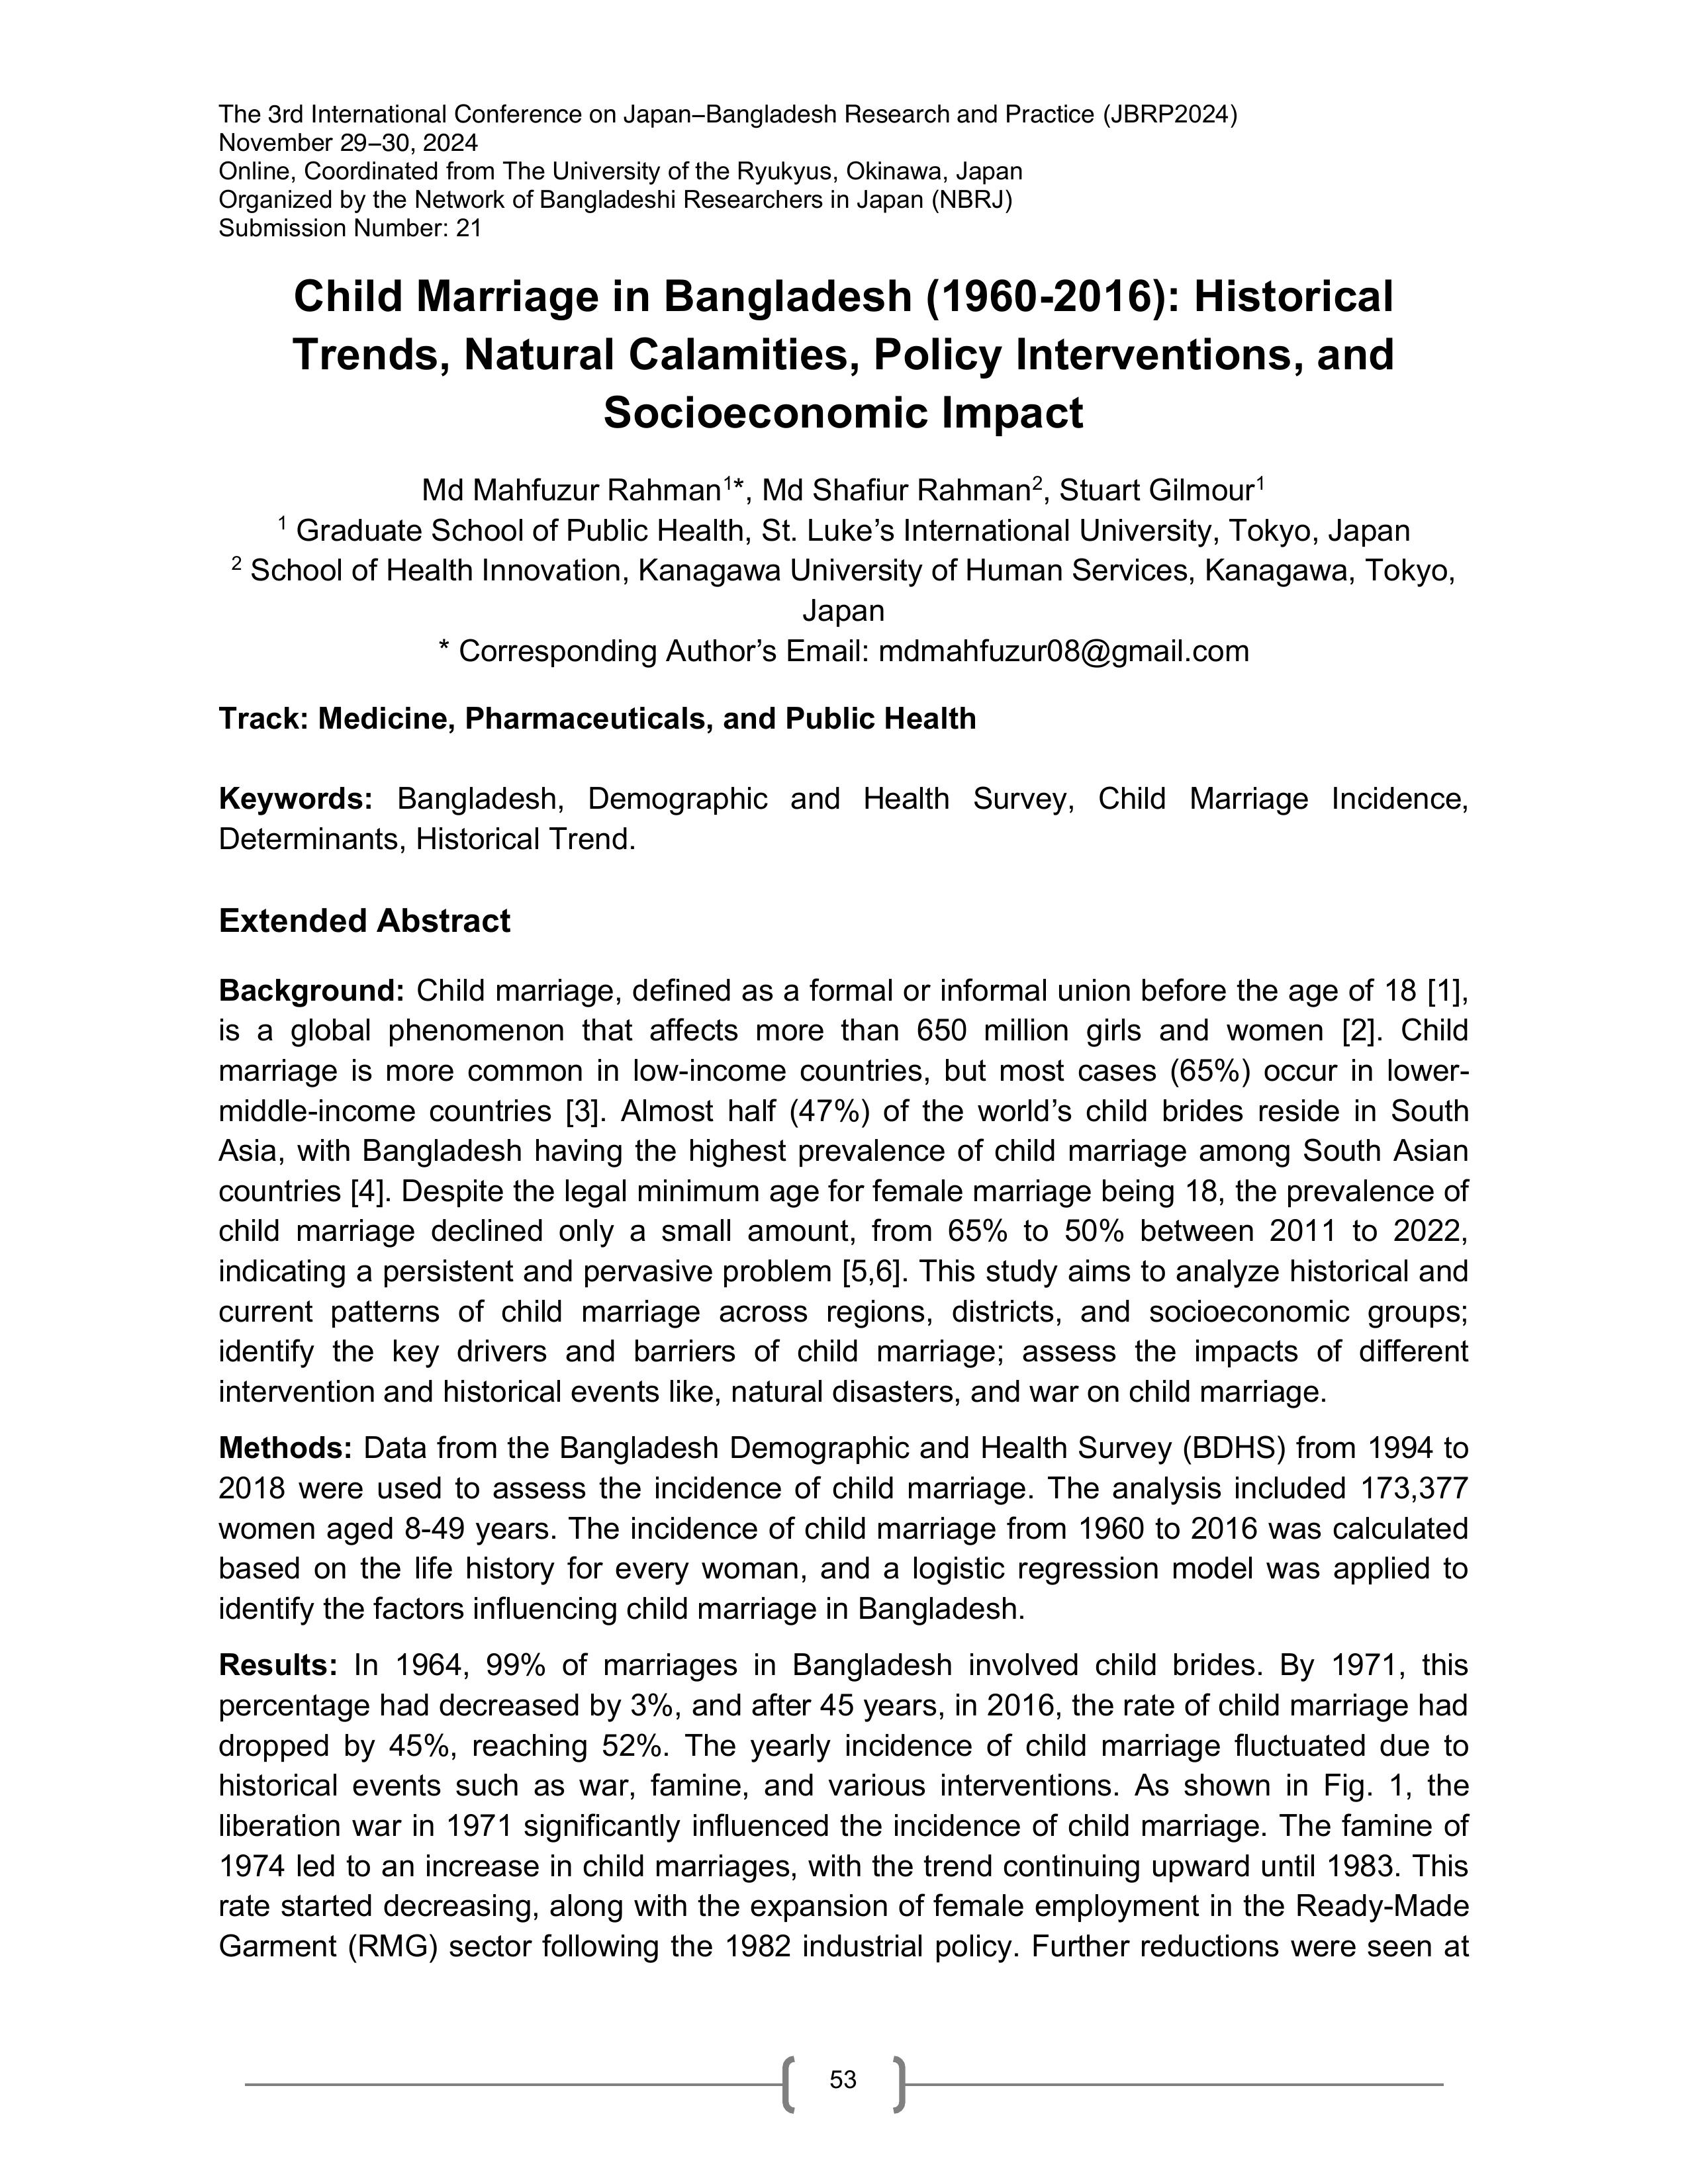 The 3rd International Conference on Japan–Bangladesh Research and Practice (JBRP2024)
November 29–30, 2024
Online, Coordinated from The University of the Ryukyus, Okinawa, Japan
Organized by the Network of Bangladeshi Researchers in Japan (NBRJ)
Submission Number: 21
Child Marriage in Bangladesh (1960-2016): Historical
Trends, Natural Calamities, Policy Interventions, and
Socioeconomic Impact
Md Mahfuzur Rahman1*, Md Shafiur Rahman2, Stuart Gilmour1
1 Graduate School of Public Health, St. Luke’s International University, Tokyo, Japan
2 School of Health Innovation, Kanagawa University of Human Services, Kanagawa, Tokyo,
Japan
* Corresponding Author’s Email: mdmahfuzur08@gmail.com
Track: Medicine, Pharmaceuticals, and Public Health
Keywords: Bangladesh, Demographic and Health Survey, Child Marriage Incidence,
Determinants, Historical Trend.
Extended Abstract
Background: Child marriage, defined as a formal or informal union before the age of 18 [1],
is a global phenomenon that affects more than 650 million girls and women [2]. Child
marriage is more common in low-income countries, but most cases (65%) occur in lower-
middle-income countries [3]. Almost half (47%) of the world’s child brides reside in South
Asia, with Bangladesh having the highest prevalence of child marriage among South Asian
countries [4]. Despite the legal minimum age for female marriage being 18, the prevalence of
child marriage declined only a small amount, from 65% to 50% between 2011 to 2022,
indicating a persistent and pervasive problem [5,6]. This study aims to analyze historical and
current patterns of child marriage across regions, districts, and socioeconomic groups;
identify the key drivers and barriers of child marriage; assess the impacts of different
intervention and historical events like, natural disasters, and war on child marriage.
Methods: Data from the Bangladesh Demographic and Health Survey (BDHS) from 1994 to
2018 were used to assess the incidence of child marriage. The analysis included 173,377
women aged 8-49 years. The incidence of child marriage from 1960 to 2016 was calculated
based on the life history for every woman, and a logistic regression model was applied to
identify the factors influencing child marriage in Bangladesh.
Results: In 1964, 99% of marriages in Bangladesh involved child brides. By 1971, this
percentage had decreased by 3%, and after 45 years, in 2016, the rate of child marriage had
dropped by 45%, reaching 52%. The yearly incidence of child marriage fluctuated due to
historical events such as war, famine, and various interventions. As shown in Fig. 1, the
liberation war in 1971 significantly influenced the incidence of child marriage. The famine of
1974 led to an increase in child marriages, with the trend continuing upward until 1983. This
rate started decreasing, along with the expansion of female employment in the Ready-Made
Garment (RMG) sector following the 1982 industrial policy. Further reductions were seen at
53